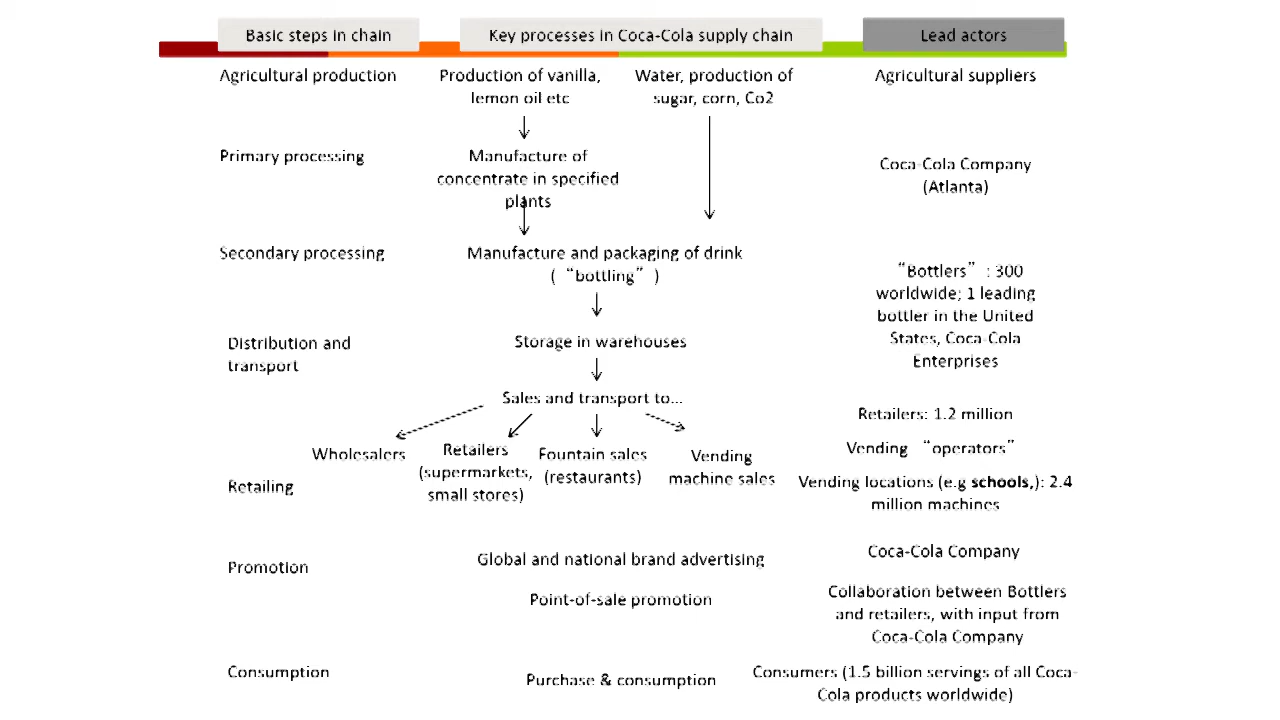 Basic steps in chain
Key processes in Coca-Cola supply chain
Lead actors
Agricultural production
Production of vanilla,
lemon oil etc
Water, production of
sugar, corn, Co2
Agricultural suppliers
Primary processing
Manufacture of
concentrate in specified
plants
Coca-Cola Company
(Atlanta)
Secondary processing
Manufacture and packaging of drink
( “bottling” )
“Bottlers” : 300
worldwide; 1 leading
bottler in the United
States, Coca-Cola
Enterprises
Distribution and
transport
Storage in warehouses
Sales and transport to...
Retailers: 1.2 million
Wholesalers
Retailers
(supermarkets,
small stores)
Fountain sales
(restaurants)
Vending
machine sales
Vending “operators”
Retailing
Vending locations (e.g schools,): 2.4
million machines
Promotion
Global and national brand advertising
Coca-Cola Company
Point-of-sale promotion
Collaboration between Bottlers
and retailers, with input from
Coca-Cola Company
Consumption
Purchase & consumption
Consumers (1.5 billion servings of all Coca-
Cola products worldwide)